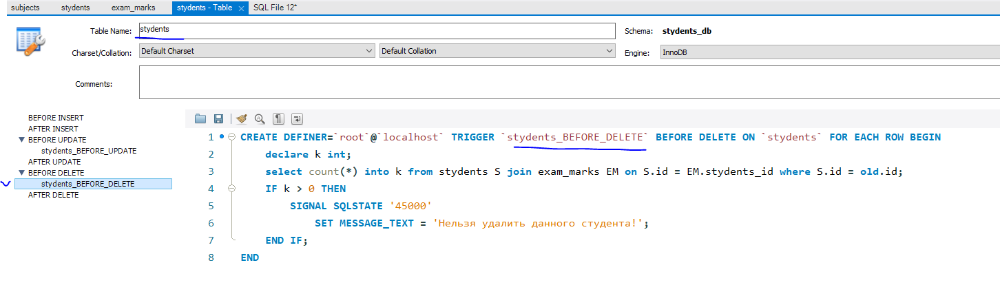 subjects stydents exam_marks stydents - Table × SQL File 12*
Table Name: stydents Schema: stydents_db
Charset/Collation: Default Charset Default Collation Engine: InnoDB
Comments:
BEFORE INSERT
AFTER INSERT
BEFORE UPDATE
stydents_BEFORE_UPDATE
AFTER UPDATE
BEFORE DELETE
stydents_BEFORE_DELETE
AFTER DELETE
1 CREATE DEFINER=`root`@`localhost` TRIGGER `stydents_BEFORE_DELETE` BEFORE DELETE ON `stydents` FOR EACH ROW BEGIN
2 declare k int;
3 select count(*) into k from stydents S join exam_marks EM on S.id = EM.students_id where S.id = old.id;
4 IF k > 0 THEN
5 SIGNAL SQLSTATE '45000'
6 SET MESSAGE_TEXT = 'Нельзя удалить данного студента!';
7 END IF;
8 END